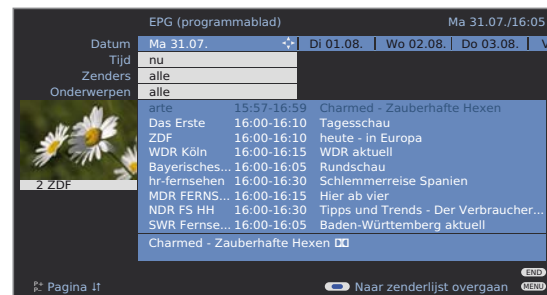 EPG (programmablad) Ma 31.07./16:05
Datum Ma 31.07. Di 01.08. Wo 02.08. Do 03.08. V
Tijd nu
Zenders alle
Onderwerpen alle
arte 15:57-16:59 Charmed - Zauberhafte Hexen
Das Erste 16:00-16:10 Tagesschau
ZDF 16:00-16:10 heute - in Europa
WDR Köln 16:00-16:15 WDR aktuell
Bayerisches... 16:00-16:05 Rundschau
hr-fernsehen 16:00-16:30 Schlemmerreise Spanien
MDR FERNS... 16:00-16:15 Hier ab vier
NDR FS HH 16:00-16:30 Tipps und Trends - Der Verbraucher...
SWR Fernse... 16:00-16:05 Baden-Württemberg aktuell
2 ZDF
Charmed - Zauberhafte Hexen
END
P+ P- Pagina
Naar zenderlijst overgaan MENU